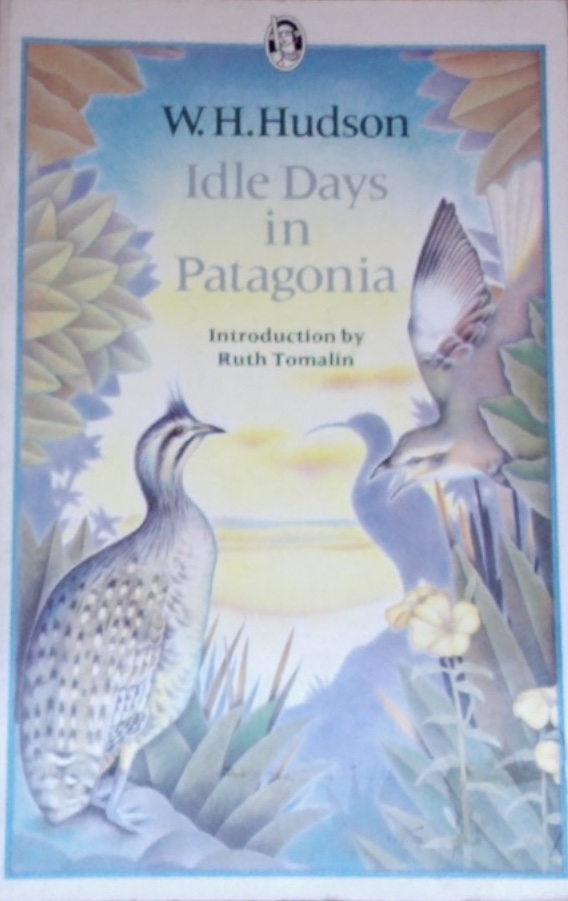 W.H.Hudson
Idle Days
in
Patagonia
Introduction by
Ruth Tomalin